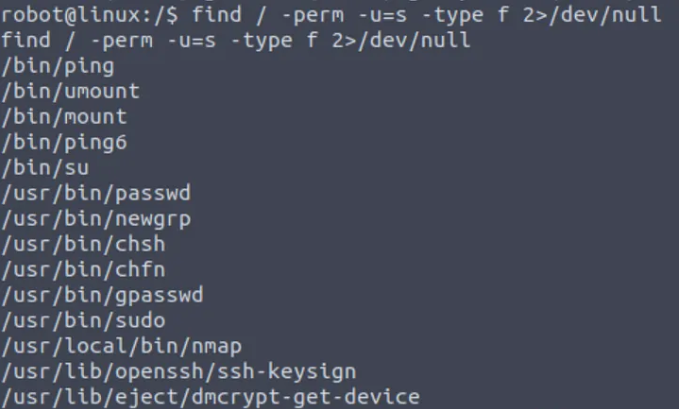 robot@linux:/$ find / -perm -u=s -type f 2>/dev/null
find / -perm -u=s -type f 2>/dev/null
/bin/ping
/bin/umount
/bin/mount
/bin/ping6
/bin/su
/usr/bin/passwd
/usr/bin/newgrp
/usr/bin/chsh
/usr/bin/chfn
/usr/bin/gpasswd
/usr/bin/sudo
/usr/local/bin/nmap
/usr/lib/openssh/ssh-keysign
/usr/lib/eject/dmcrypt-get-device